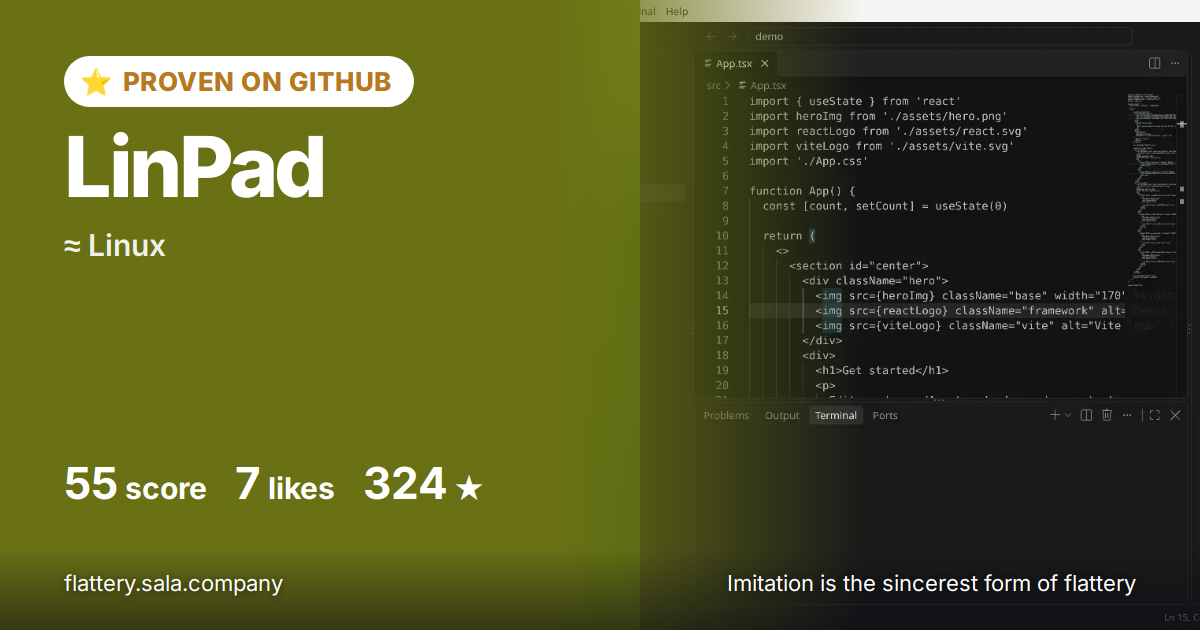 ⭐ PROVEN ON GITHUB
LinPad
≈ Linux
55 score 7 likes 324 ★
flattery.sala.company
Help
demo
App.tsx
src > App.tsx
1 import { useState } from 'react'
2 import heroImg from './assets/hero.png'
3 import reactLogo from './assets/react.svg'
4 import viteLogo from './assets/vite.svg'
5 import './App.css'
6
7 function App() {
8 const [count, setCount] = useState(0)
9
10 return (
11 <>
12 <section id="center">
13 <div className="hero">
14 <img src={heroImg} className="base" width="170"
15 <img src={reactLogo} className="framework" alt=
16 <img src={viteLogo} className="vite" alt="Vite
17 </div>
18 <div>
19 <h1>Get started</h1>
20 <p>
Problems Output Terminal Ports
Imitation is the sincerest form of flattery
Ln 15,